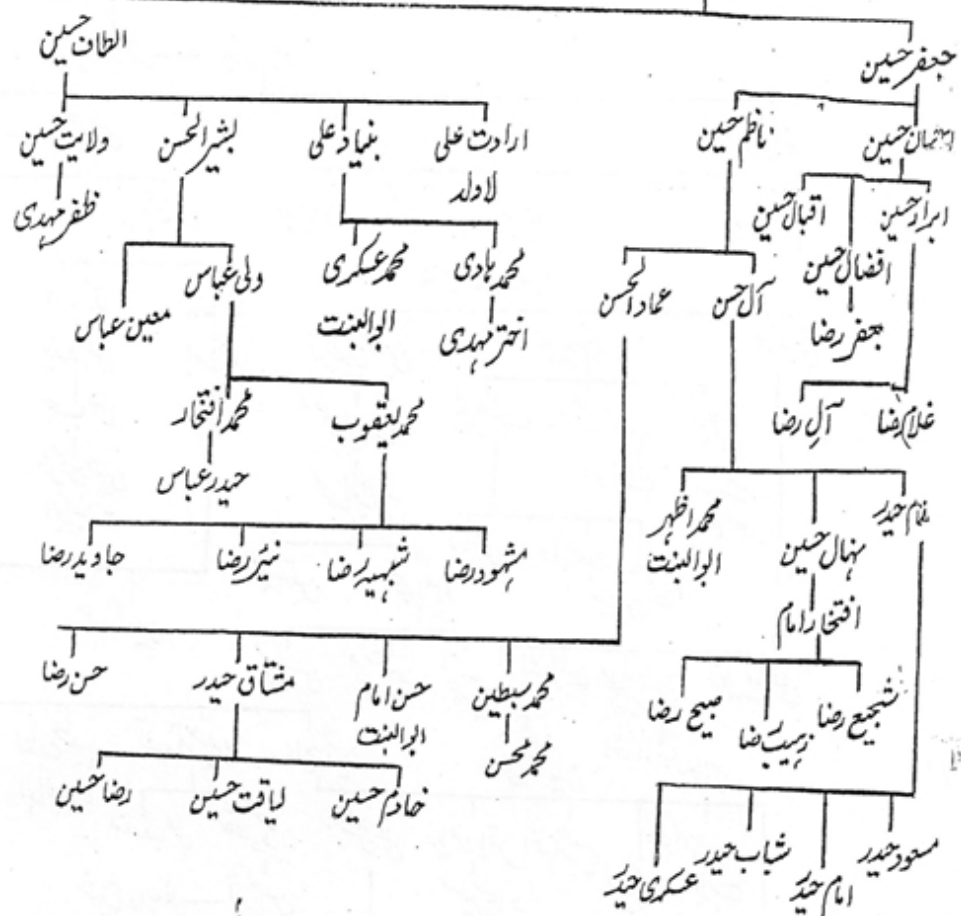 جعفر حسین
الطاف حسین
حسین
ناظم حسین
ارادت علی
بنیاد علی
بشیر الحسن
ولایت حسین
لاولد
ابرار حسین
اقبال حسین
ظفر مہدی
افضال حسین
آل حسن
عماد الحسن
محمد ہادی
محمد عسکری
ولی عباس
معین عباس
جعفر رضا
اختر مہدی
ابوالبنت
غلام رضا
آلِ رضا
محمد یعقوب
محمد افتخار
حیدر عباس
حیدر
نہال حسین
محمد اظہر
ابوالبنت
مشہود رضا
شبیہہ رضا
نیّر رضا
جاوید رضا
افتخار امام
شجیع رضا
زہیب رضا
صبیح رضا
محمد سبطین
حسن امام
مشتاق حیدر
حسن رضا
ابوالبنت
محمد محسن
خادم حسین
لیاقت حسین
رضا حسین
مسعود حیدر
امام حیدر
شاب حیدر
عسکری حیدر